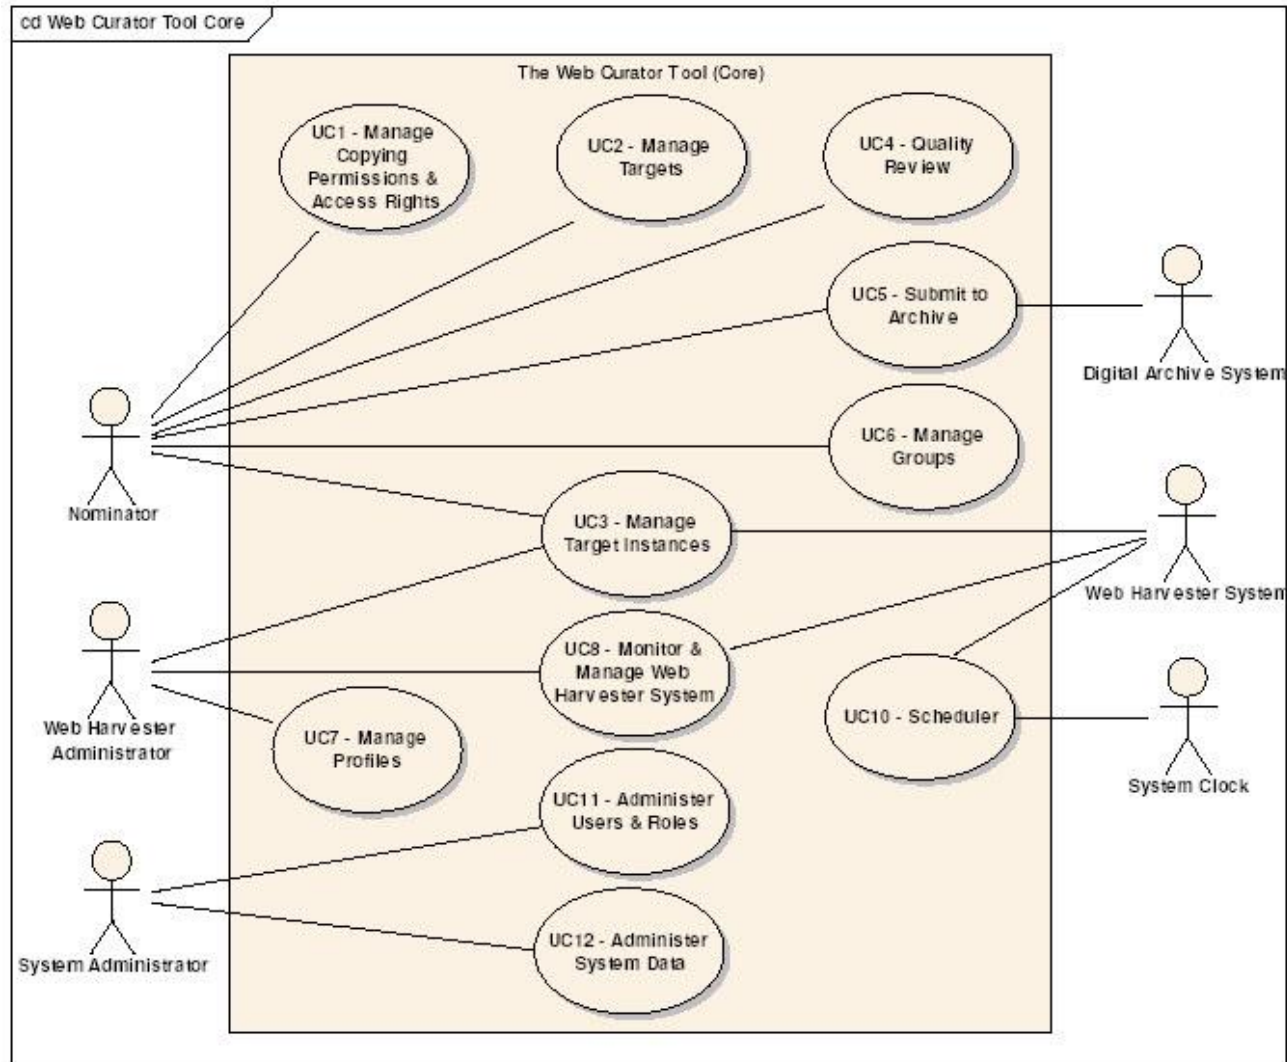 cd Web Curator Tool Core
The Web Curator Tool (Core)
UC1 - Manage
Copying
Permissions &
Access Rights
UC2 - Manage
Targets
UC4 - Quality
Review
UC5 - Submit to
Archive
Digital Archive System
UC6 - Manage
Groups
Nominator
UC3 - Manage
Target Instances
Web Harvester System
UC8 - Monitor &
Manage Web
Harvester System
Web Harvester
Administrator
UC7 - Manage
Profiles
UC10 - Scheduler
System Clock
UC11 - Administer
Users & Roles
System Administrator
UC12 - Administer
System Data